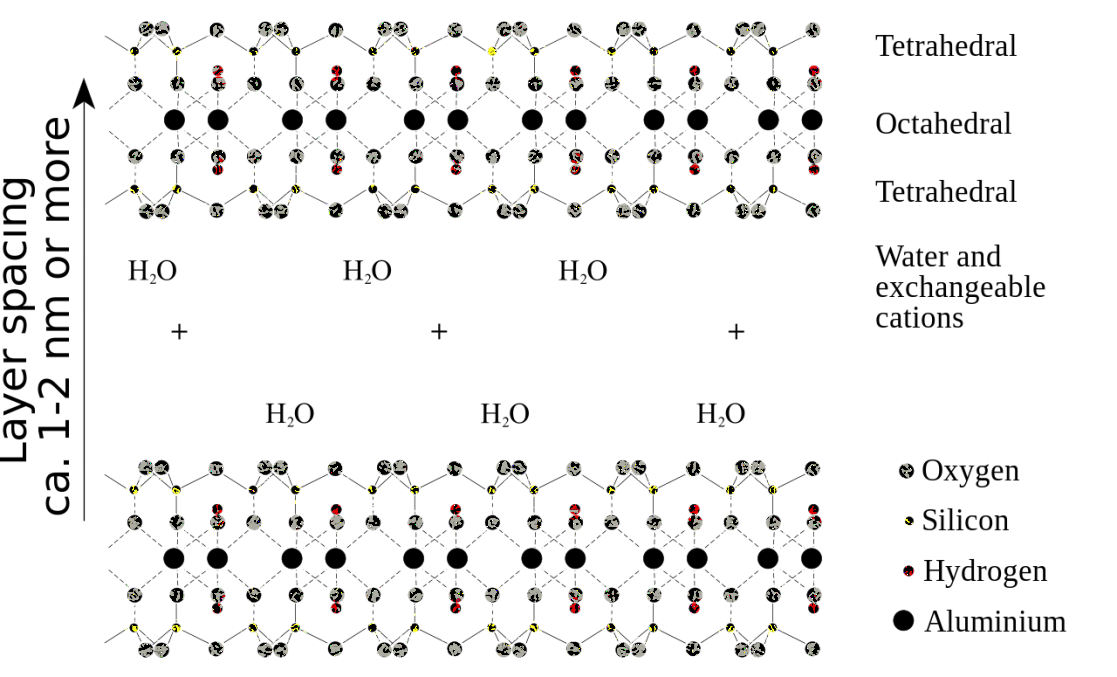 Tetrahedral
Octahedral
Tetrahedral
Layer spacing
ca. 1-2 nm or more
H₂O H₂O H₂O
Water and
exchangeable
cations
+ + +
H₂O H₂O H₂O
Oxygen
Silicon
Hydrogen
Aluminium